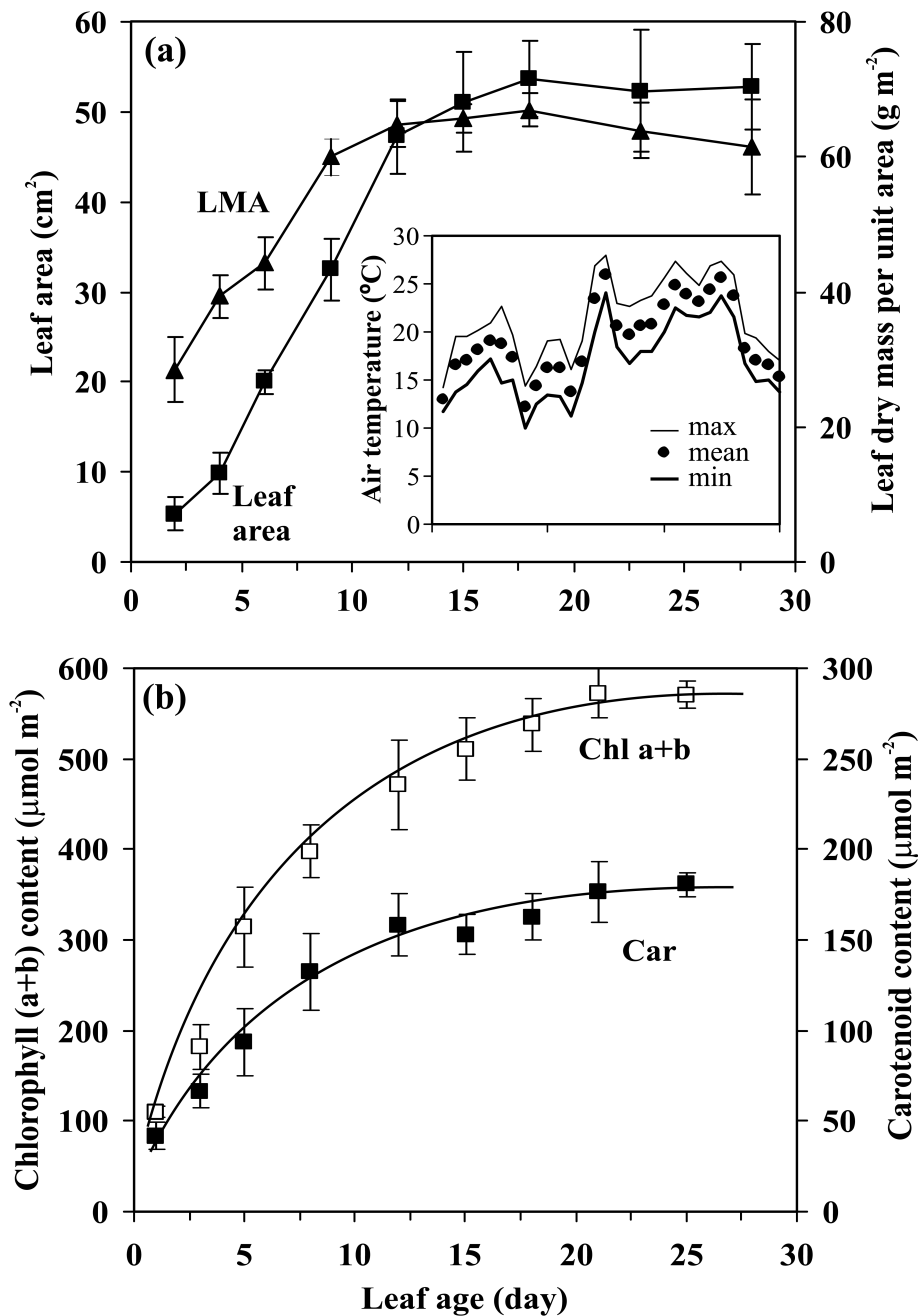 (a)
60
50
40
30
20
10
0
Leaf area (cm²)
80
60
40
20
0
Leaf dry mass per unit area (g m⁻²)
LMA
Leaf
area
30
25
20
15
10
5
0
Air temperature (°C)
max
mean
min
0 5 10 15 20 25 30
(b)
600
500
400
300
200
100
0
Chlorophyll (a+b) content (μmol m⁻²)
300
250
200
150
100
50
0
Carotenoid content (μmol m⁻²)
Chl a+b
Car
0 5 10 15 20 25 30
Leaf age (day)